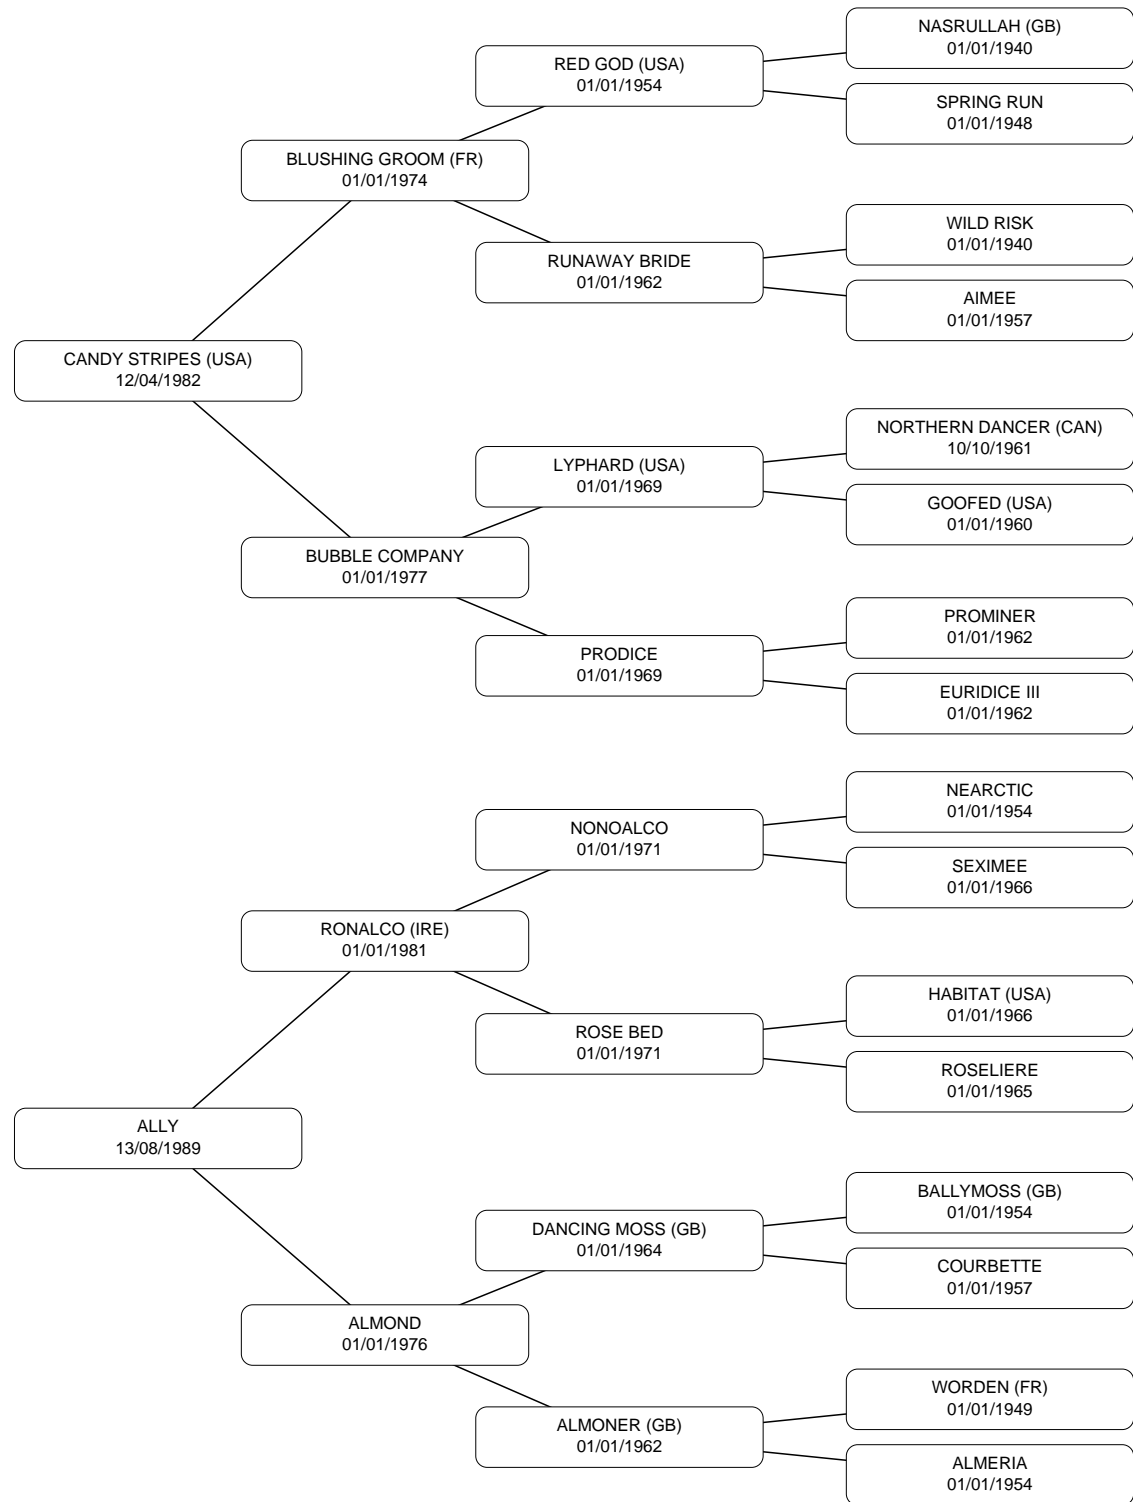 NASRULLAH (GB)
01/01/1940
RED GOD (USA)
01/01/1954
SPRING RUN
01/01/1948
BLUSHING GROOM (FR)
01/01/1974
WILD RISK
01/01/1940
RUNAWAY BRIDE
01/01/1962
AIMEE
01/01/1957
CANDY STRIPES (USA)
12/04/1982
NORTHERN DANCER (CAN)
10/10/1961
LYPHARD (USA)
01/01/1969
GOOFED (USA)
01/01/1960
BUBBLE COMPANY
01/01/1977
PROMINER
01/01/1962
PRODICE
01/01/1969
EURIDICE III
01/01/1962
NEARCTIC
01/01/1954
NONOALCO
01/01/1971
SEXIMEE
01/01/1966
RONALCO (IRE)
01/01/1981
HABITAT (USA)
01/01/1966
ROSE BED
01/01/1971
ROSELIERE
01/01/1965
ALLY
13/08/1989
BALLYMOSS (GB)
01/01/1954
DANCING MOSS (GB)
01/01/1964
COURBETTE
01/01/1957
ALMOND
01/01/1976
WORDEN (FR)
01/01/1949
ALMONER (GB)
01/01/1962
ALMERIA
01/01/1954